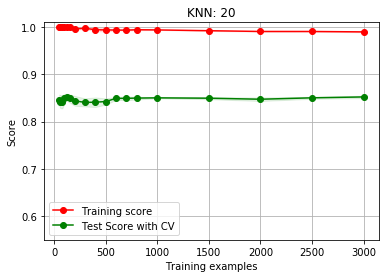 KNN: 20
1.0
0.9
0.8
0.7
0.6
Score
Training score
Test Score with CV
0 500 1000 1500 2000 2500 3000
Training examples